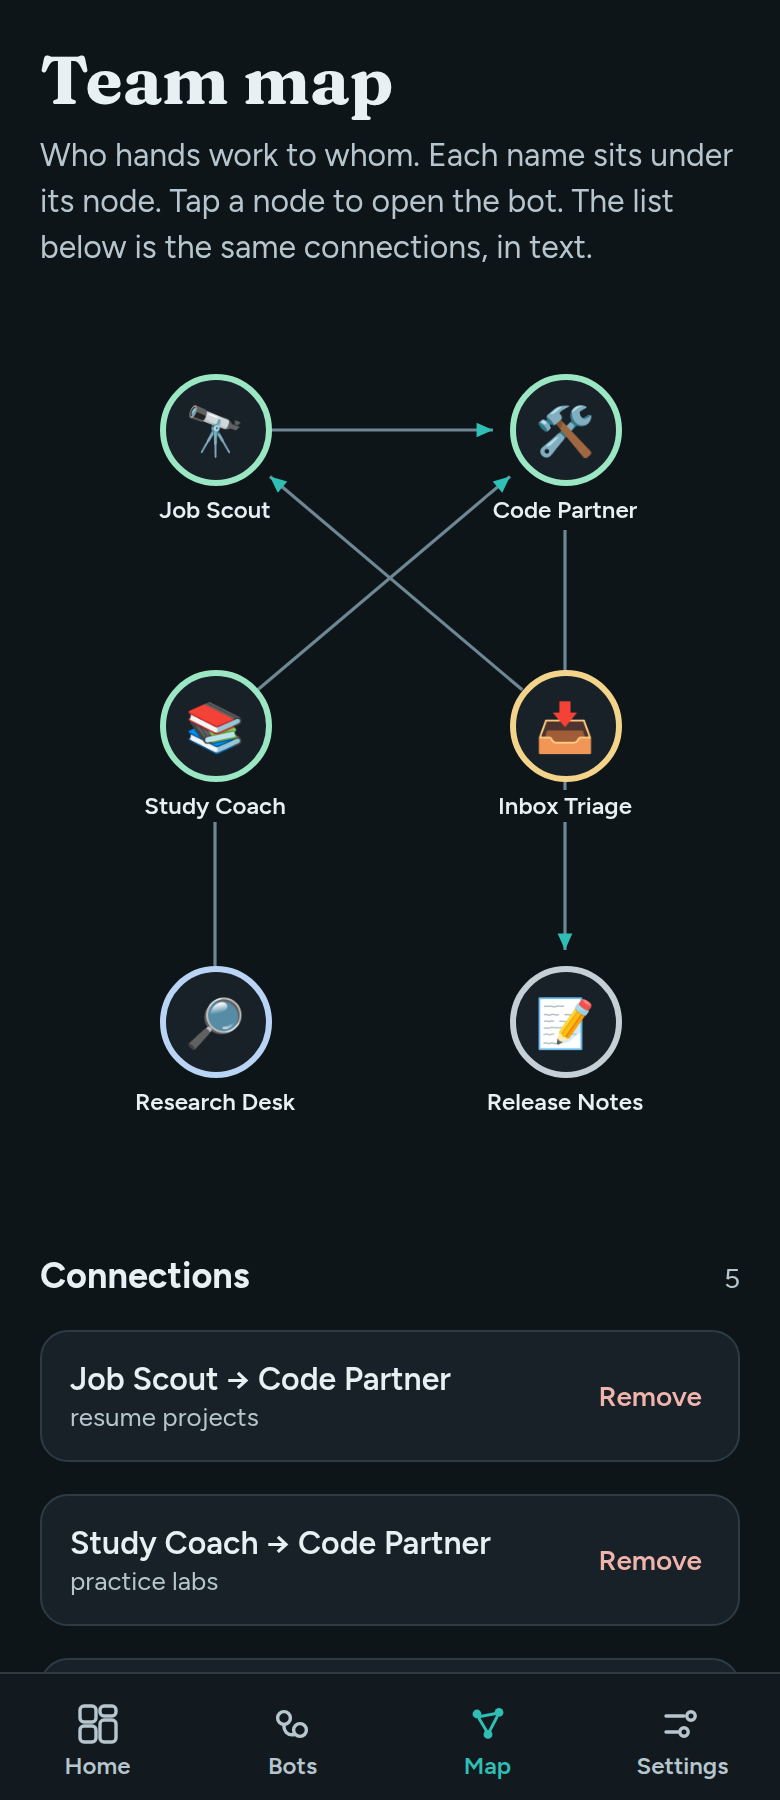 Team map
Who hands work to whom. Each name sits under
its node. Tap a node to open the bot. The list
below is the same connections, in text.
Job Scout
Code Partner
Study Coach
Inbox Triage
Research Desk
Release Notes
Connections
5
Job Scout → Code Partner
resume projects
Remove
Study Coach → Code Partner
practice labs
Remove
Home
Bots
Map
Settings